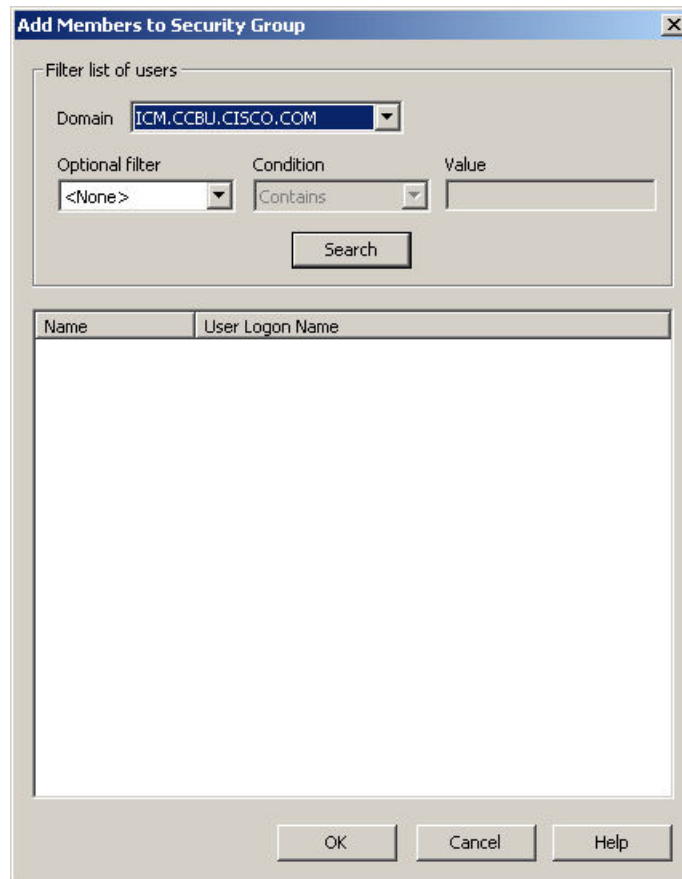 Add Members to Security Group
Filter list of users
Domain ICM.CCBU.CISCO.COM
Optional filter Condition Value
<None> Contains
Search
Name User Logon Name
OK Cancel Help